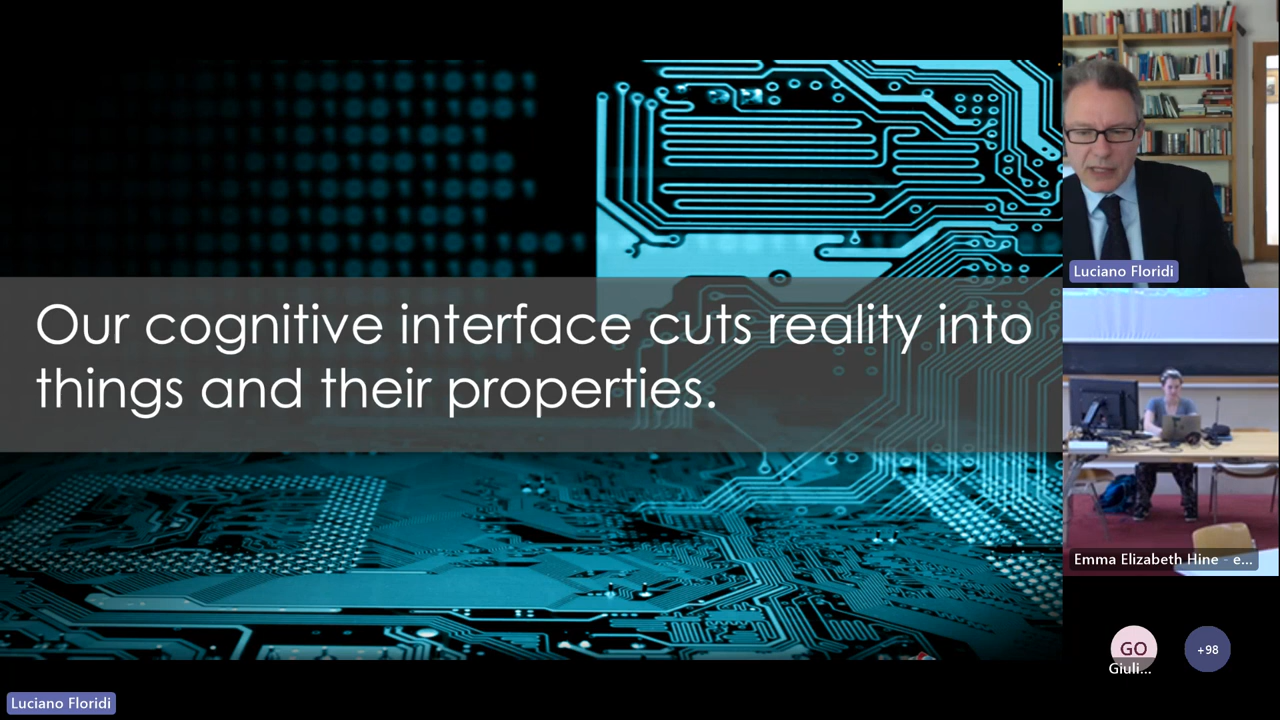 Our cognitive interface cuts reality into
things and their properties.
Luciano Floridi
Emma Elizabeth Hine - e...
GO
Giuli...
+98
Luciano Floridi